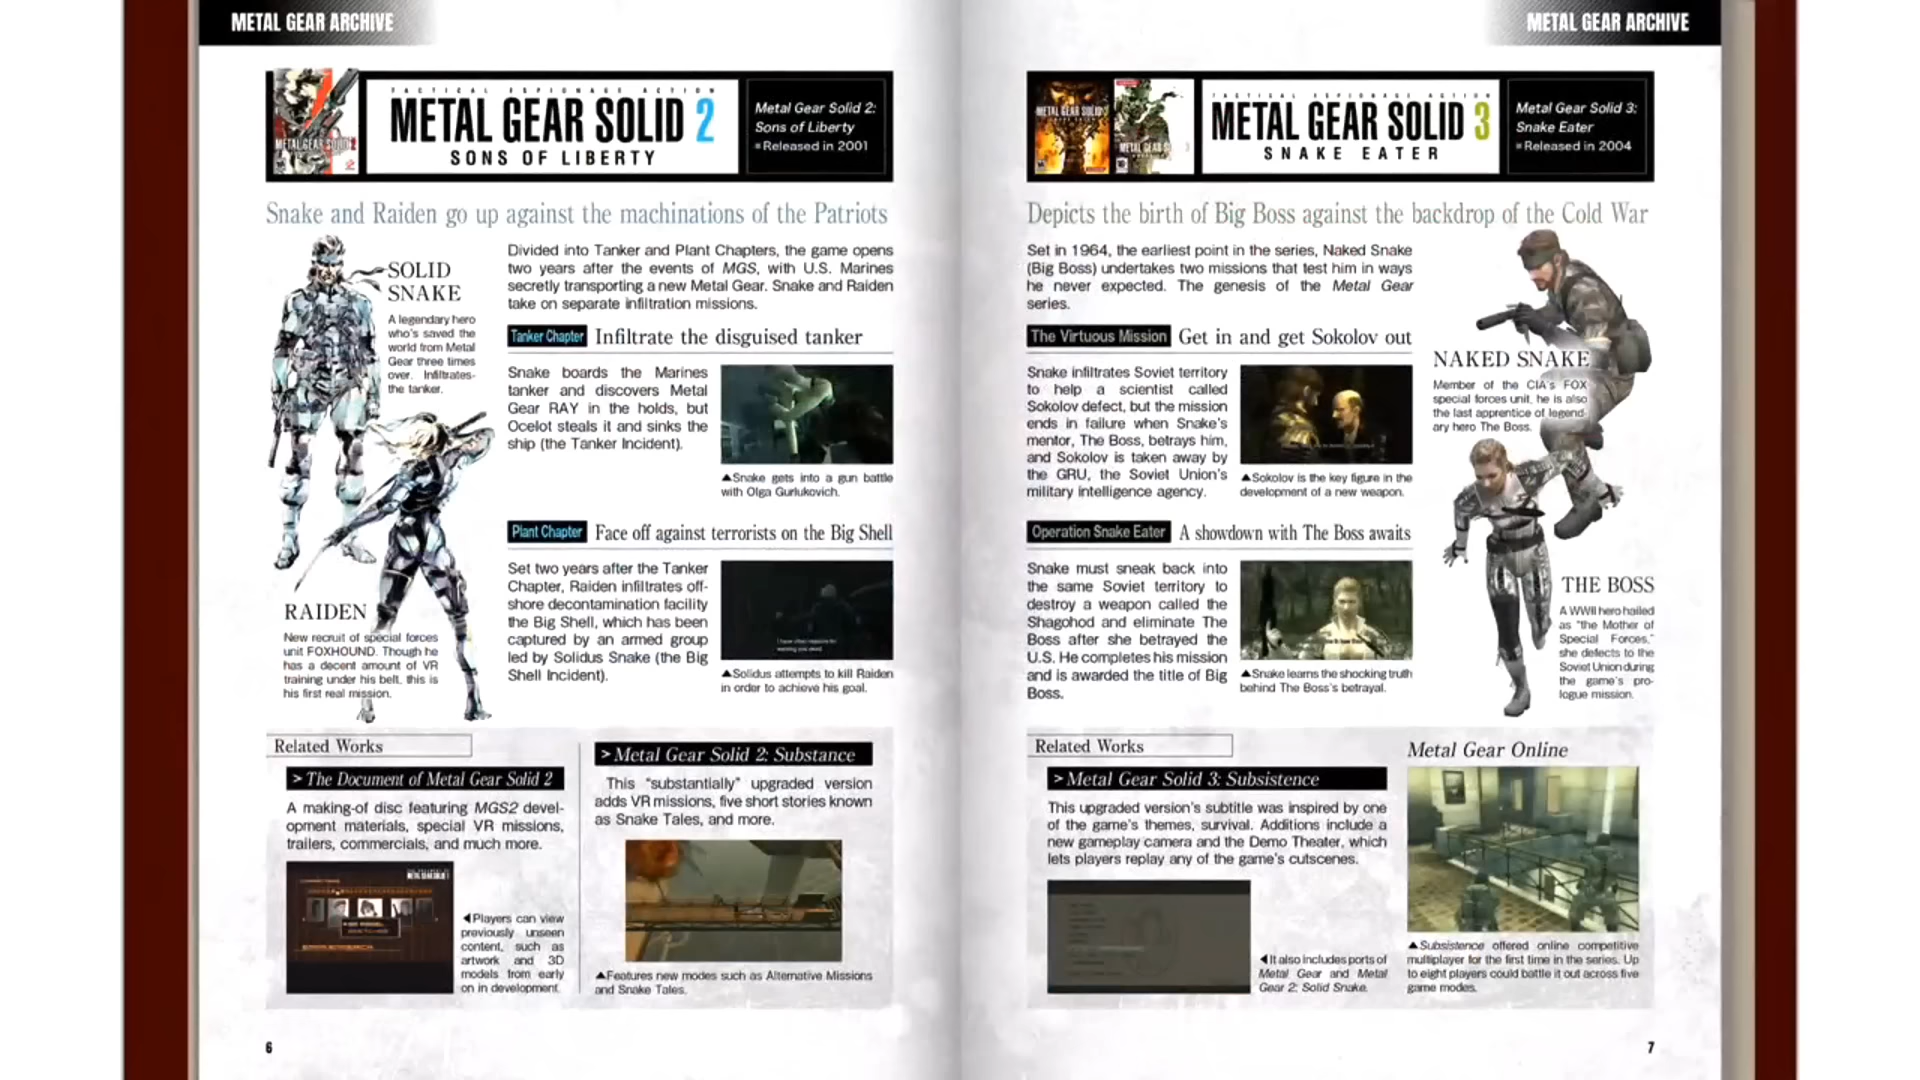 METAL GEAR ARCHIVE
TACTICAL ESPIONAGE ACTION
METAL GEAR SOLID 2
SONS OF LIBERTY
Metal Gear Solid 2:
Sons of Liberty
Released in 2001
Snake and Raiden go up against the machinations of the Patriots
SOLID
SNAKE
A legendary hero
who's saved the
world from Metal
Gear three times
over. Infiltrates-
the tanker.
RAIDEN
New recruit of special forces
unit FOXHOUND. Though he
has a decent amount of VR
training under his belt, this is
his first real mission.
Divided into Tanker and Plant Chapters, the game opens
two years after the events of MGS, with U.S. Marines
secretly transporting a new Metal Gear. Snake and Raiden
take on separate infiltration missions.
Tanker Chapter Infiltrate the disguised tanker
Snake boards the Marines
tanker and discovers Metal
Gear RAY in the holds, but
Ocelot steals it and sinks the
ship (the Tanker Incident).
▲Snake gets into a gun battle
with Olga Gurlukovich.
Plant Chapter Face off against terrorists on the Big Shell
Set two years after the Tanker
Chapter, Raiden infiltrates off-
shore decontamination facility
the Big Shell, which has been
captured by an armed group
led by Solidus Snake (the Big
Shell Incident).
▲Solidus attempts to kill Raiden
in order to achieve his goal.
Related Works
> The Document of Metal Gear Solid 2
A making-of disc featuring MGS2 devel-
opment materials, special VR missions,
trailers, commercials, and much more.
◀Players can view
previously unseen
content, such as
artwork and 3D
models from early
on in development.
> Metal Gear Solid 2: Substance
This “substantially” upgraded version
adds VR missions, five short stories known
as Snake Tales, and more.
▲Features new modes such as Alternative Missions
and Snake Tales.
6
METAL GEAR ARCHIVE
TACTICAL ESPIONAGE ACTION
METAL GEAR SOLID 3
SNAKE EATER
Metal Gear Solid 3:
Snake Eater
Released in 2004
Depicts the birth of Big Boss against the backdrop of the Cold War
Set in 1964, the earliest point in the series, Naked Snake
(Big Boss) undertakes two missions that test him in ways
he never expected. The genesis of the Metal Gear
series.
The Virtuous Mission Get in and get Sokolov out
Snake infiltrates Soviet territory
to help a scientist called
Sokolov defect, but the mission
ends in failure when Snake's
mentor, The Boss, betrays him,
and Sokolov is taken away by
the GRU, the Soviet Union's
military intelligence agency.
▲Sokolov is the key figure in the
development of a new weapon.
Operation Snake Eater A showdown with The Boss awaits
Snake must sneak back into
the same Soviet territory to
destroy a weapon called the
Shagohod and eliminate The
Boss after she betrayed the
U.S. He completes his mission
and is awarded the title of Big
Boss.
▲Snake learns the shocking truth
behind The Boss's betrayal.
NAKED SNAKE
Member of the CIA's FOX
special forces unit, he is also
the last apprentice of legend-
ary hero The Boss.
THE BOSS
A WWII hero hailed
as “the Mother of
Special Forces,”
she defects to the
Soviet Union during
the game's pro-
logue mission.
Related Works
> Metal Gear Solid 3: Subsistence
This upgraded version's subtitle was inspired by one
of the game's themes, survival. Additions include a
new gameplay camera and the Demo Theater, which
lets players replay any of the game's cutscenes.
◀It also includes ports of
Metal Gear and Metal
Gear 2: Solid Snake.
Metal Gear Online
▲Subsistence offered online competitive
multiplayer for the first time in the series. Up
to eight players could battle it out across five
game modes.
7